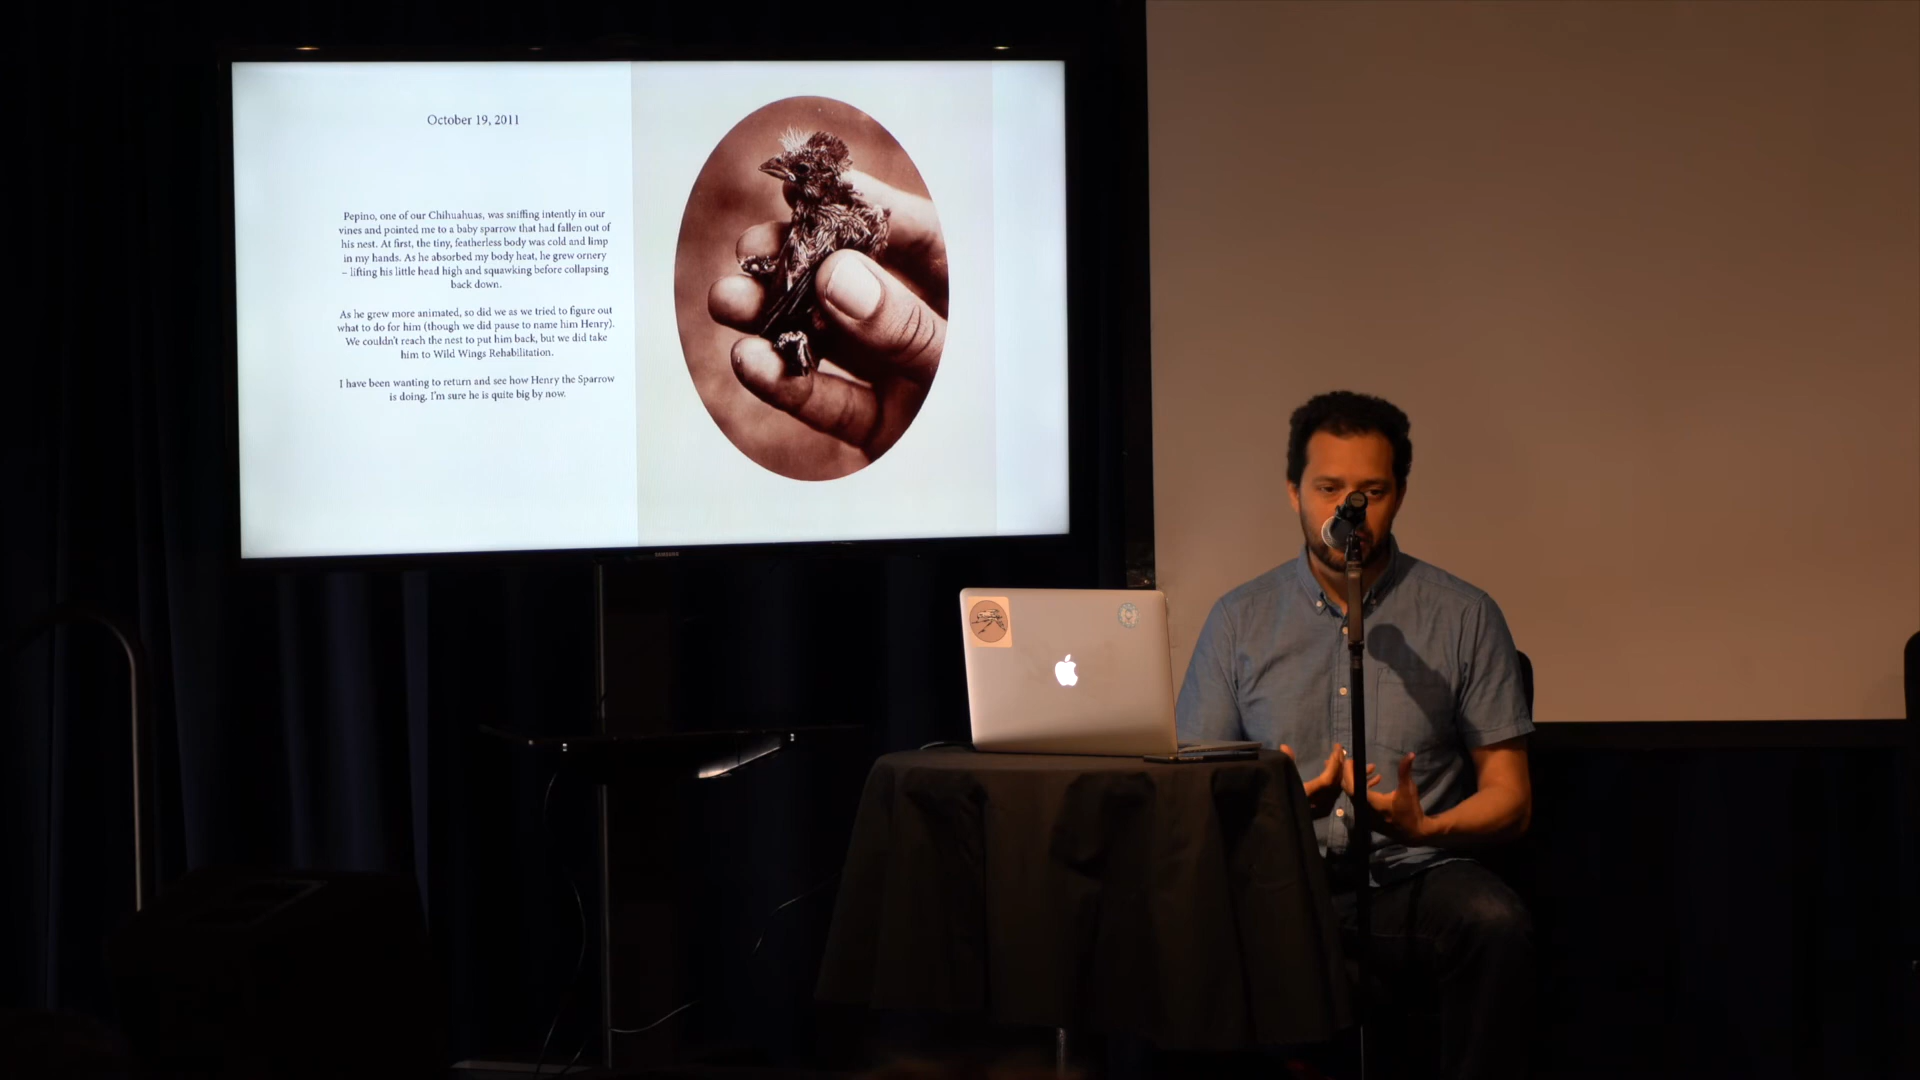 October 19, 2011
Pepino, one of our Chihuahuas, was sniffing intently in our
vines and pointed me to a baby sparrow that had fallen out of
his nest. At first, the tiny, featherless body was cold and limp
in my hands. As he absorbed my body heat, he grew ornery
– lifting his little head high and squawking before collapsing
back down.
As he grew more animated, so did we as we tried to figure out
what to do for him (though we did pause to name him Henry).
We couldn't reach the nest to put him back, but we did take
him to Wild Wings Rehabilitation.
I have been wanting to return and see how Henry the Sparrow
is doing. I'm sure he is quite big by now.
SAMSUNG